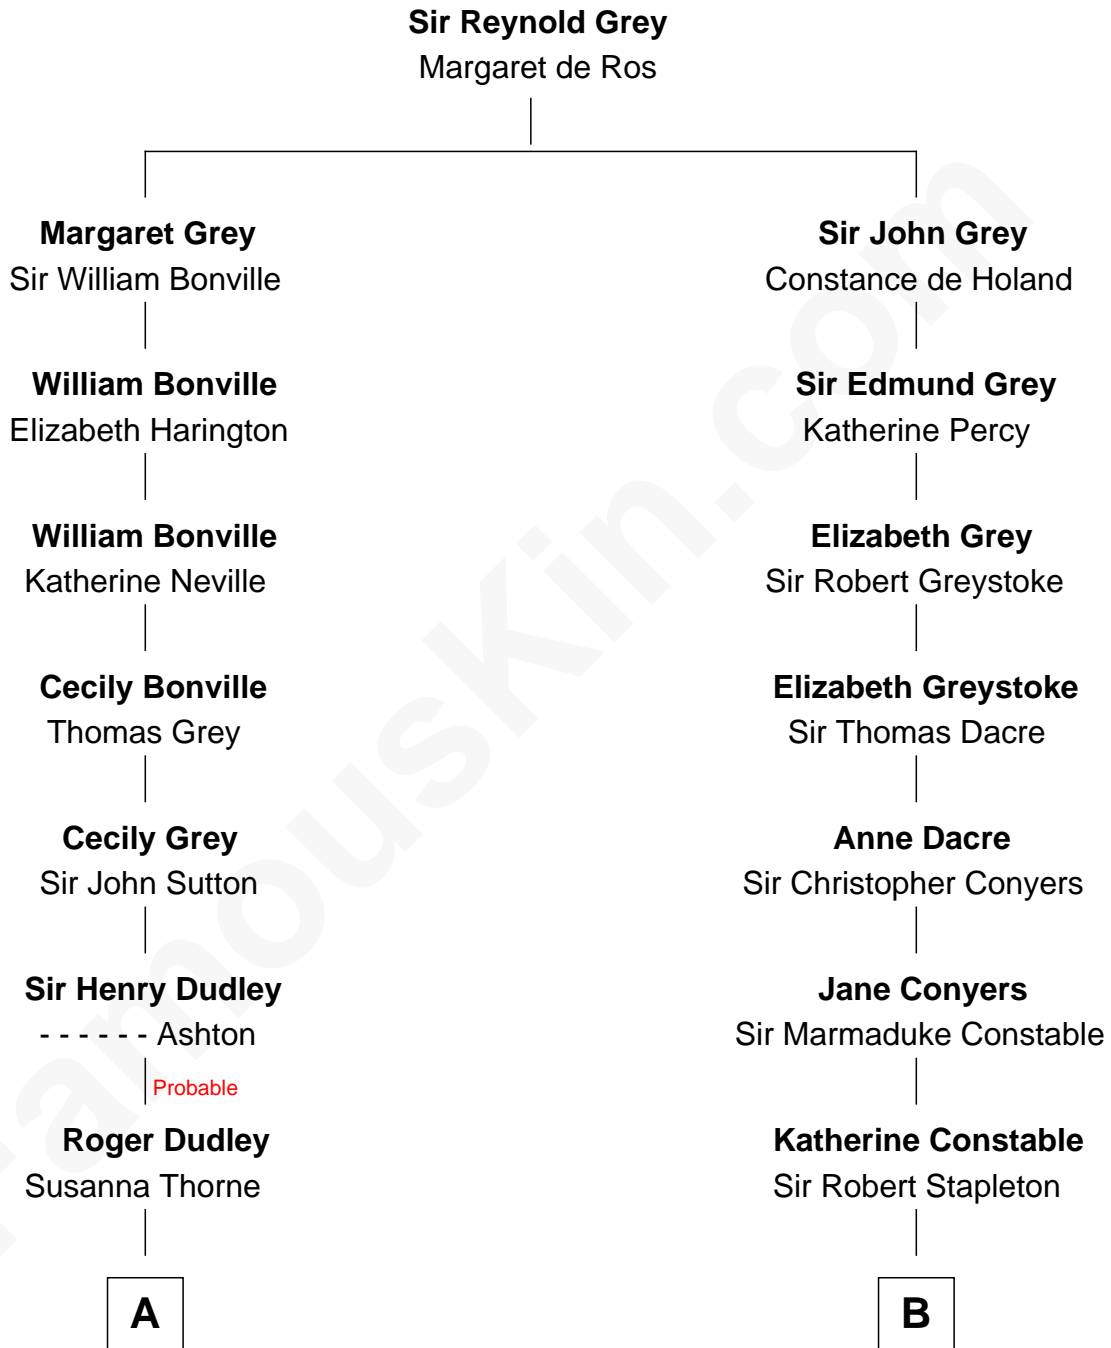 Sir Reynold Grey
Margaret de Ros
Margaret Grey
Sir William Bonville
Sir John Grey
Constance de Holand
William Bonville
Elizabeth Harington
Sir Edmund Grey
Katherine Percy
William Bonville
Katherine Neville
Elizabeth Grey
Sir Robert Greystoke
Cecily Bonville
Thomas Grey
Elizabeth Greystoke
Sir Thomas Dacre
Cecily Grey
Sir John Sutton
Anne Dacre
Sir Christopher Conyers
Sir Henry Dudley
- - - - - - Ashton
Probable
Jane Conyers
Sir Marmaduke Constable
Roger Dudley
Susanna Thorne
Katherine Constable
Sir Robert Stapleton
A
B
FamousKin.com